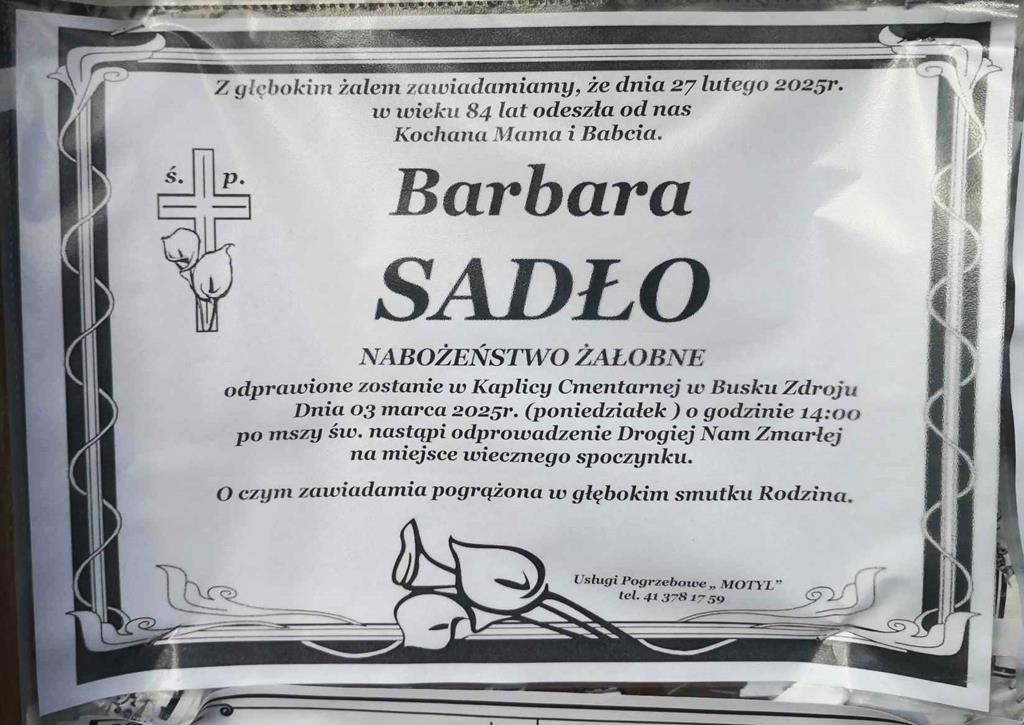 Z głębokim żalem zawiadamiamy, że dnia 27 lutego 2025r.
w wieku 84 lat odeszła od nas
Kochana Mama i Babcia.
ś. p.
Barbara
SADŁO
NABOŻEŃSTWO ŻAŁOBNE
odprawione zostanie w Kaplicy Cmentarnej w Busku Zdroju
Dnia 03 marca 2025r. (poniedziałek ) o godzinie 14:00
po mszy św. nastąpi odprowadzenie Drogiej Nam Zmarłej
na miejsce wiecznego spoczynku.
O czym zawiadamia pogrążona w głębokim smutku Rodzina.
Usługi Pogrzebowe „ MOTYL”
tel. 41 378 17 59